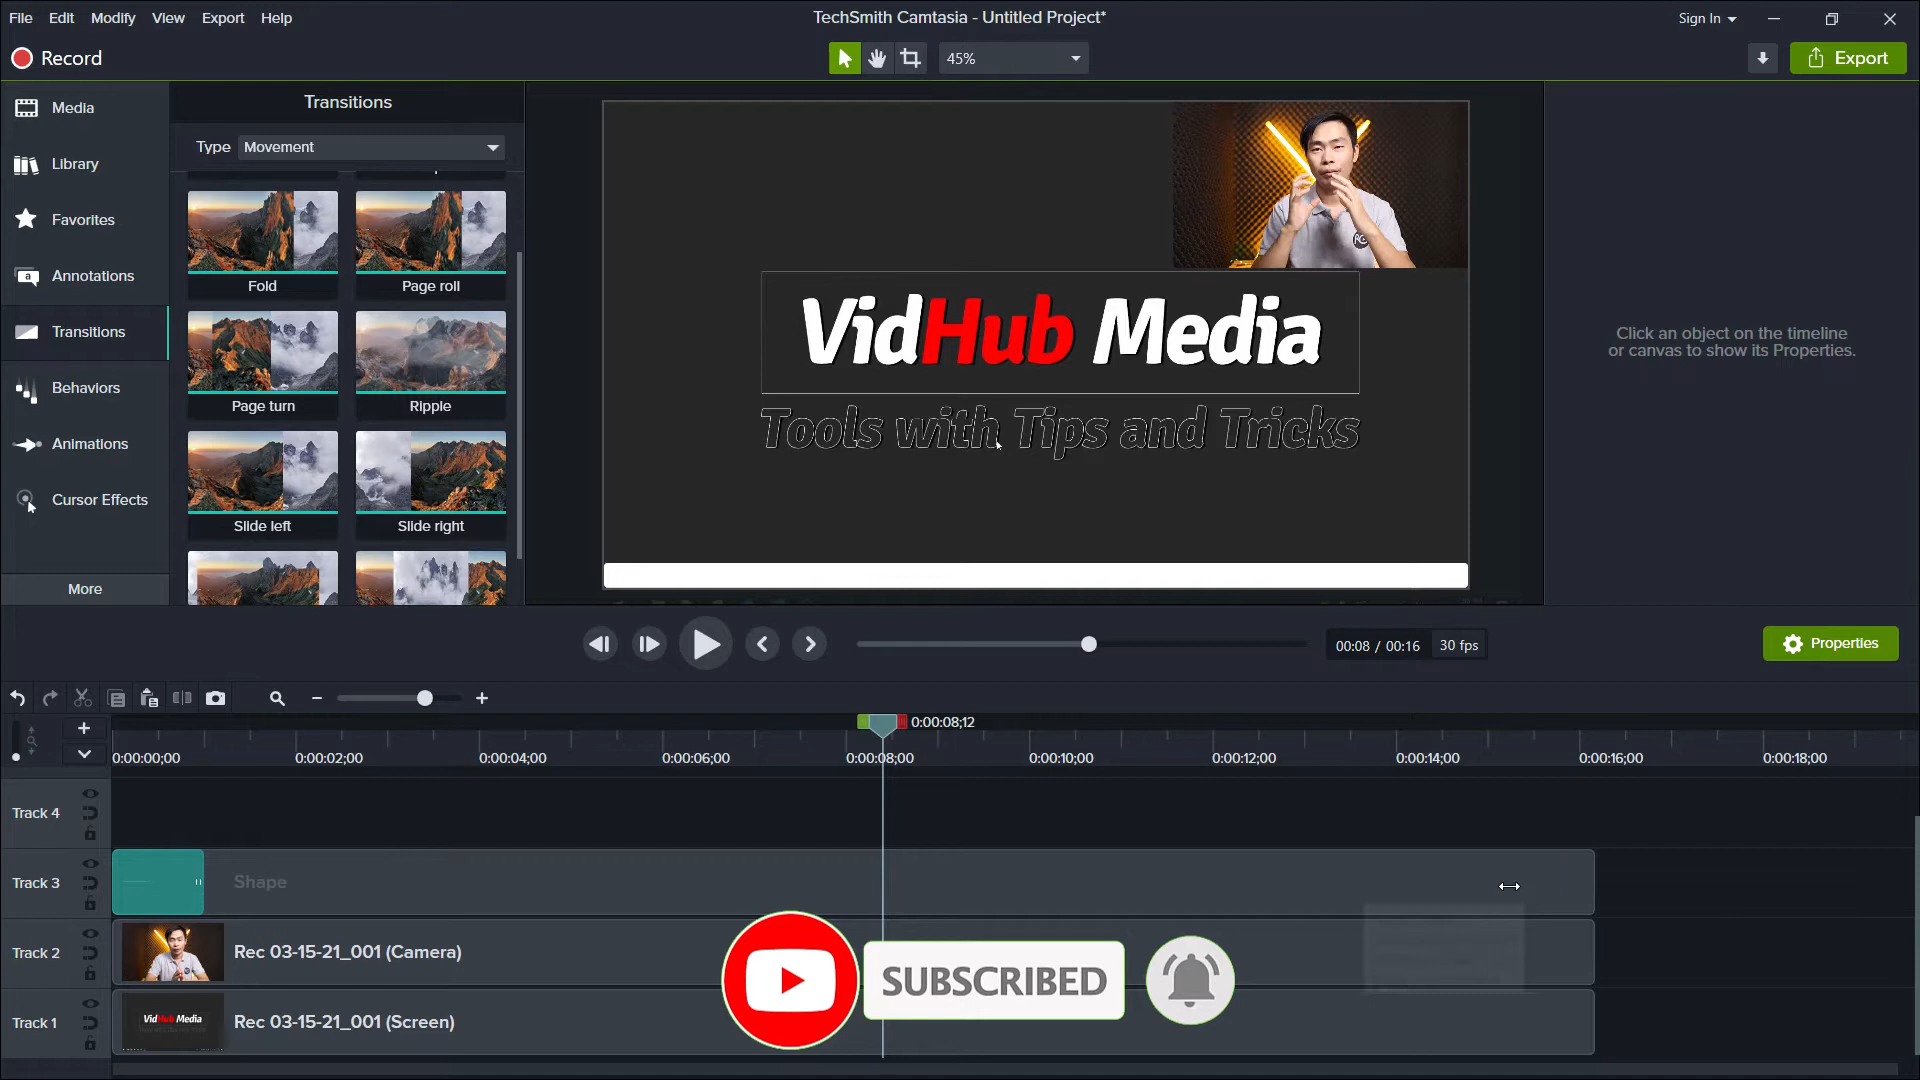 File Edit Modify View Export Help
TechSmith Camtasia - Untitled Project*
Sign In
Record
45%
Export
Media
Library
Favorites
Annotations
Transitions
Behaviors
Animations
Cursor Effects
More
Transitions
Type Movement
Fold
Page roll
Page turn
Ripple
Slide left
Slide right
VidHub Media
Tools with Tips and Tricks
Click an object on the timeline
or canvas to show its Properties.
00:08 / 00:16
30 fps
Properties
0:00:08;12
0:00:00;00
0:00:02;00
0:00:04;00
0:00:06;00
0:00:08;00
0:00:10;00
0:00:12;00
0:00:14;00
0:00:16;00
0:00:18;00
Track 4
Track 3
Shape
Track 2
Rec 03-15-21_001 (Camera)
Track 1
VidHub Media
Rec 03-15-21_001 (Screen)
SUBSCRIBED